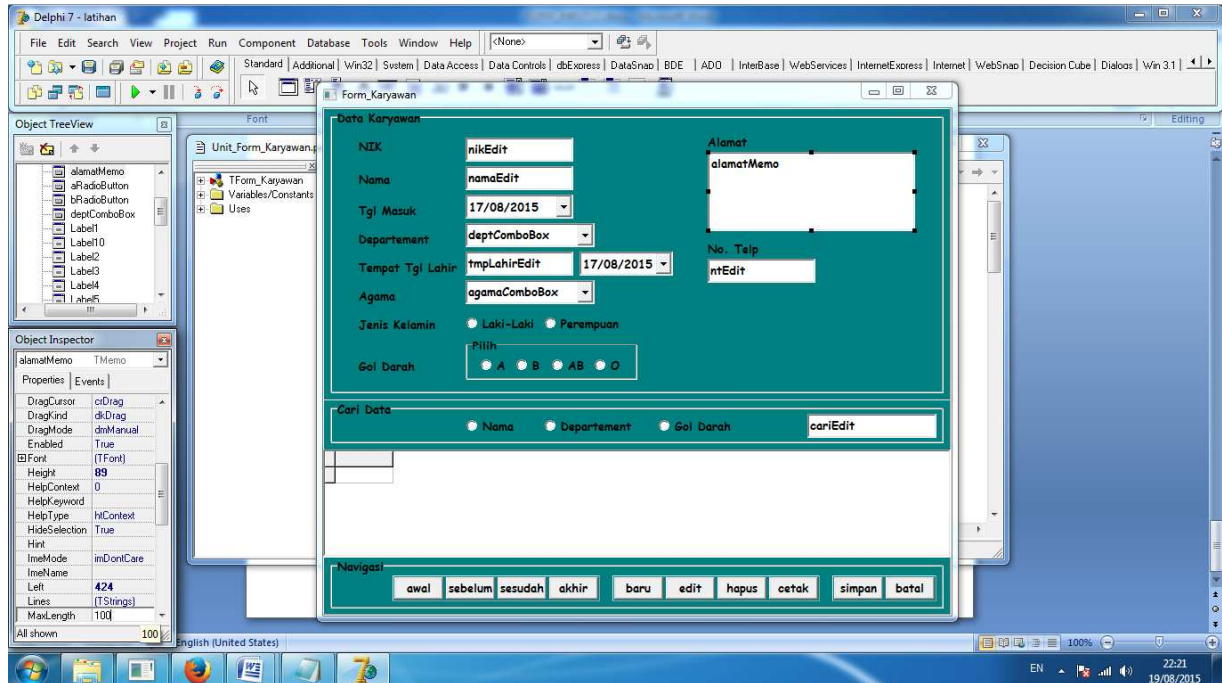 Delphi 7 - latihan
File Edit Search View Project Run Component Database Tools Window Help <None>
Standard Additional Win32 System Data Access Data Controls dbExpress DataSnap BDE ADO InterBase WebServices InternetExpress Internet WebSnap Decision Cube Dialogs Win 3.1
Font Editing
Object TreeView
alamatMemo
aRadioButton
bRadioButton
deptComboBox
Label1
Label10
Label2
Label3
Label4
Label5
Object Inspector
alamatMemo TMemo
Properties Events
DragCursor crDrag
DragKind dkDrag
DragMode dmManual
Enabled True
Font (TFont)
Height 89
HelpContext 0
HelpKeyword
HelpType htContext
HideSelection True
Hint
ImeMode imDontCare
ImeName
Left 424
Lines (TStrings)
MaxLength 100
All shown 100
Unit_Form_Karyawan.p
TForm_Karyawan
Variables/Constants
Uses
Form_Karyawan
Data Karyawan
NIK nikEdit
Nama namaEdit
Tgl Masuk 17/08/2015
Departement deptComboBox
Tempat Tgl Lahir tmpLahirEdit 17/08/2015
Agama agamaComboBox
Jenis Kelamin Laki-Laki Perempuan
Pilih
Gol Darah A B AB O
Alamat
alamatMemo
No. Telp
ntEdit
Cari Data
Nama Departement Gol Darah cariEdit
Navigasi
awal sebelum sesudah akhir baru edit hapus cetak simpan batal
English (United States) 100%
EN 22:21
19/08/2015